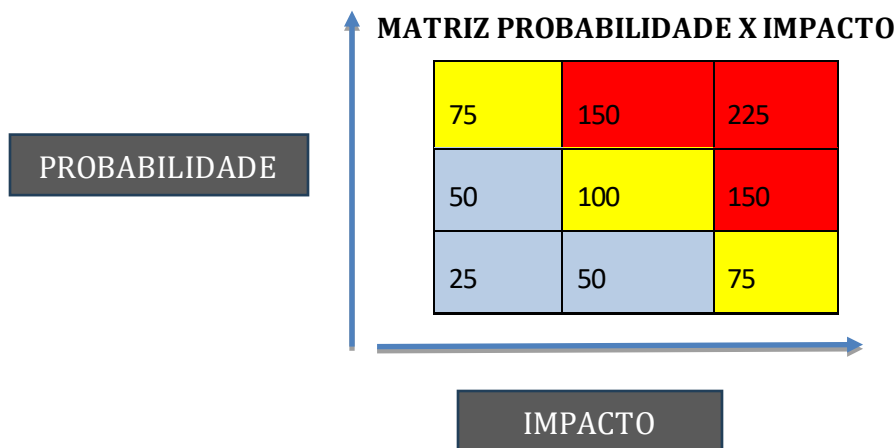 MATRIZ PROBABILIDADE X IMPACTO
75 150 225
PROBABILIDADE
50 100 150
25 50 75
IMPACTO